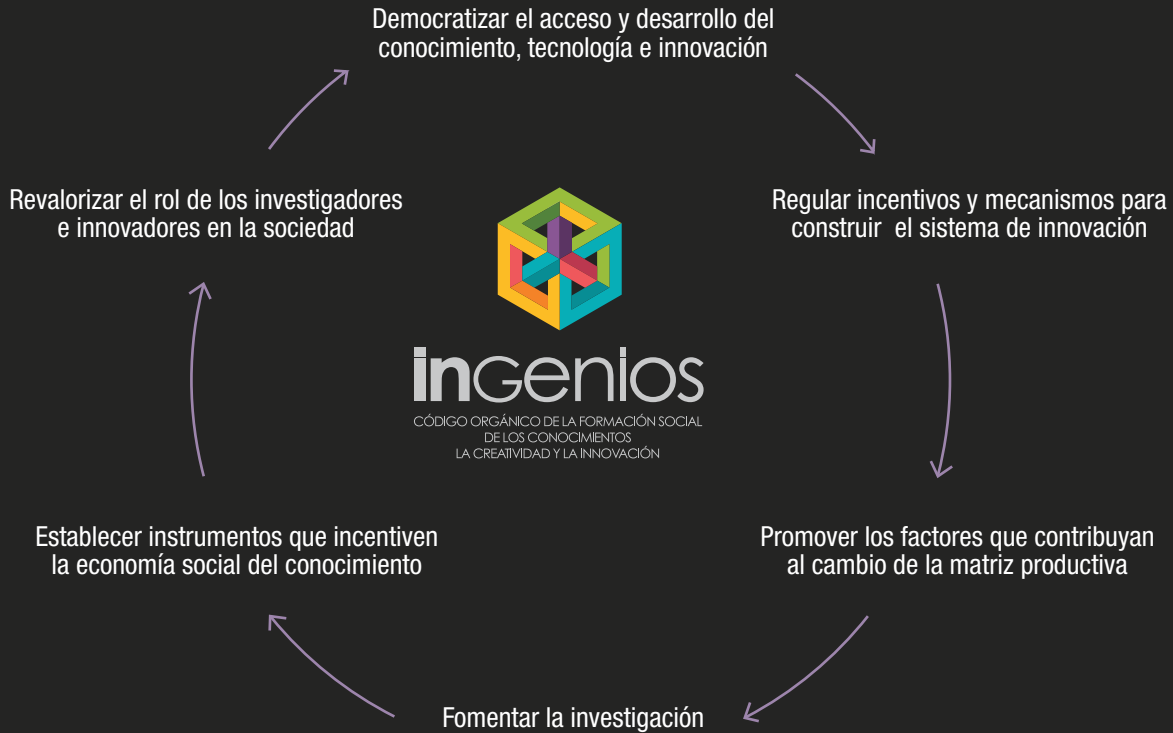 Democratizar el acceso y desarrollo del
conocimiento, tecnología e innovación
Regular incentivos y mecanismos para
construir el sistema de innovación
Promover los factores que contribuyan
al cambio de la matriz productiva
Fomentar la investigación
Establecer instrumentos que incentiven
la economía social del conocimiento
Revalorizar el rol de los investigadores
e innovadores en la sociedad
inGenios
CÓDIGO ORGÁNICO DE LA FORMACIÓN SOCIAL
DE LOS CONOCIMIENTOS
LA CREATIVIDAD Y LA INNOVACIÓN